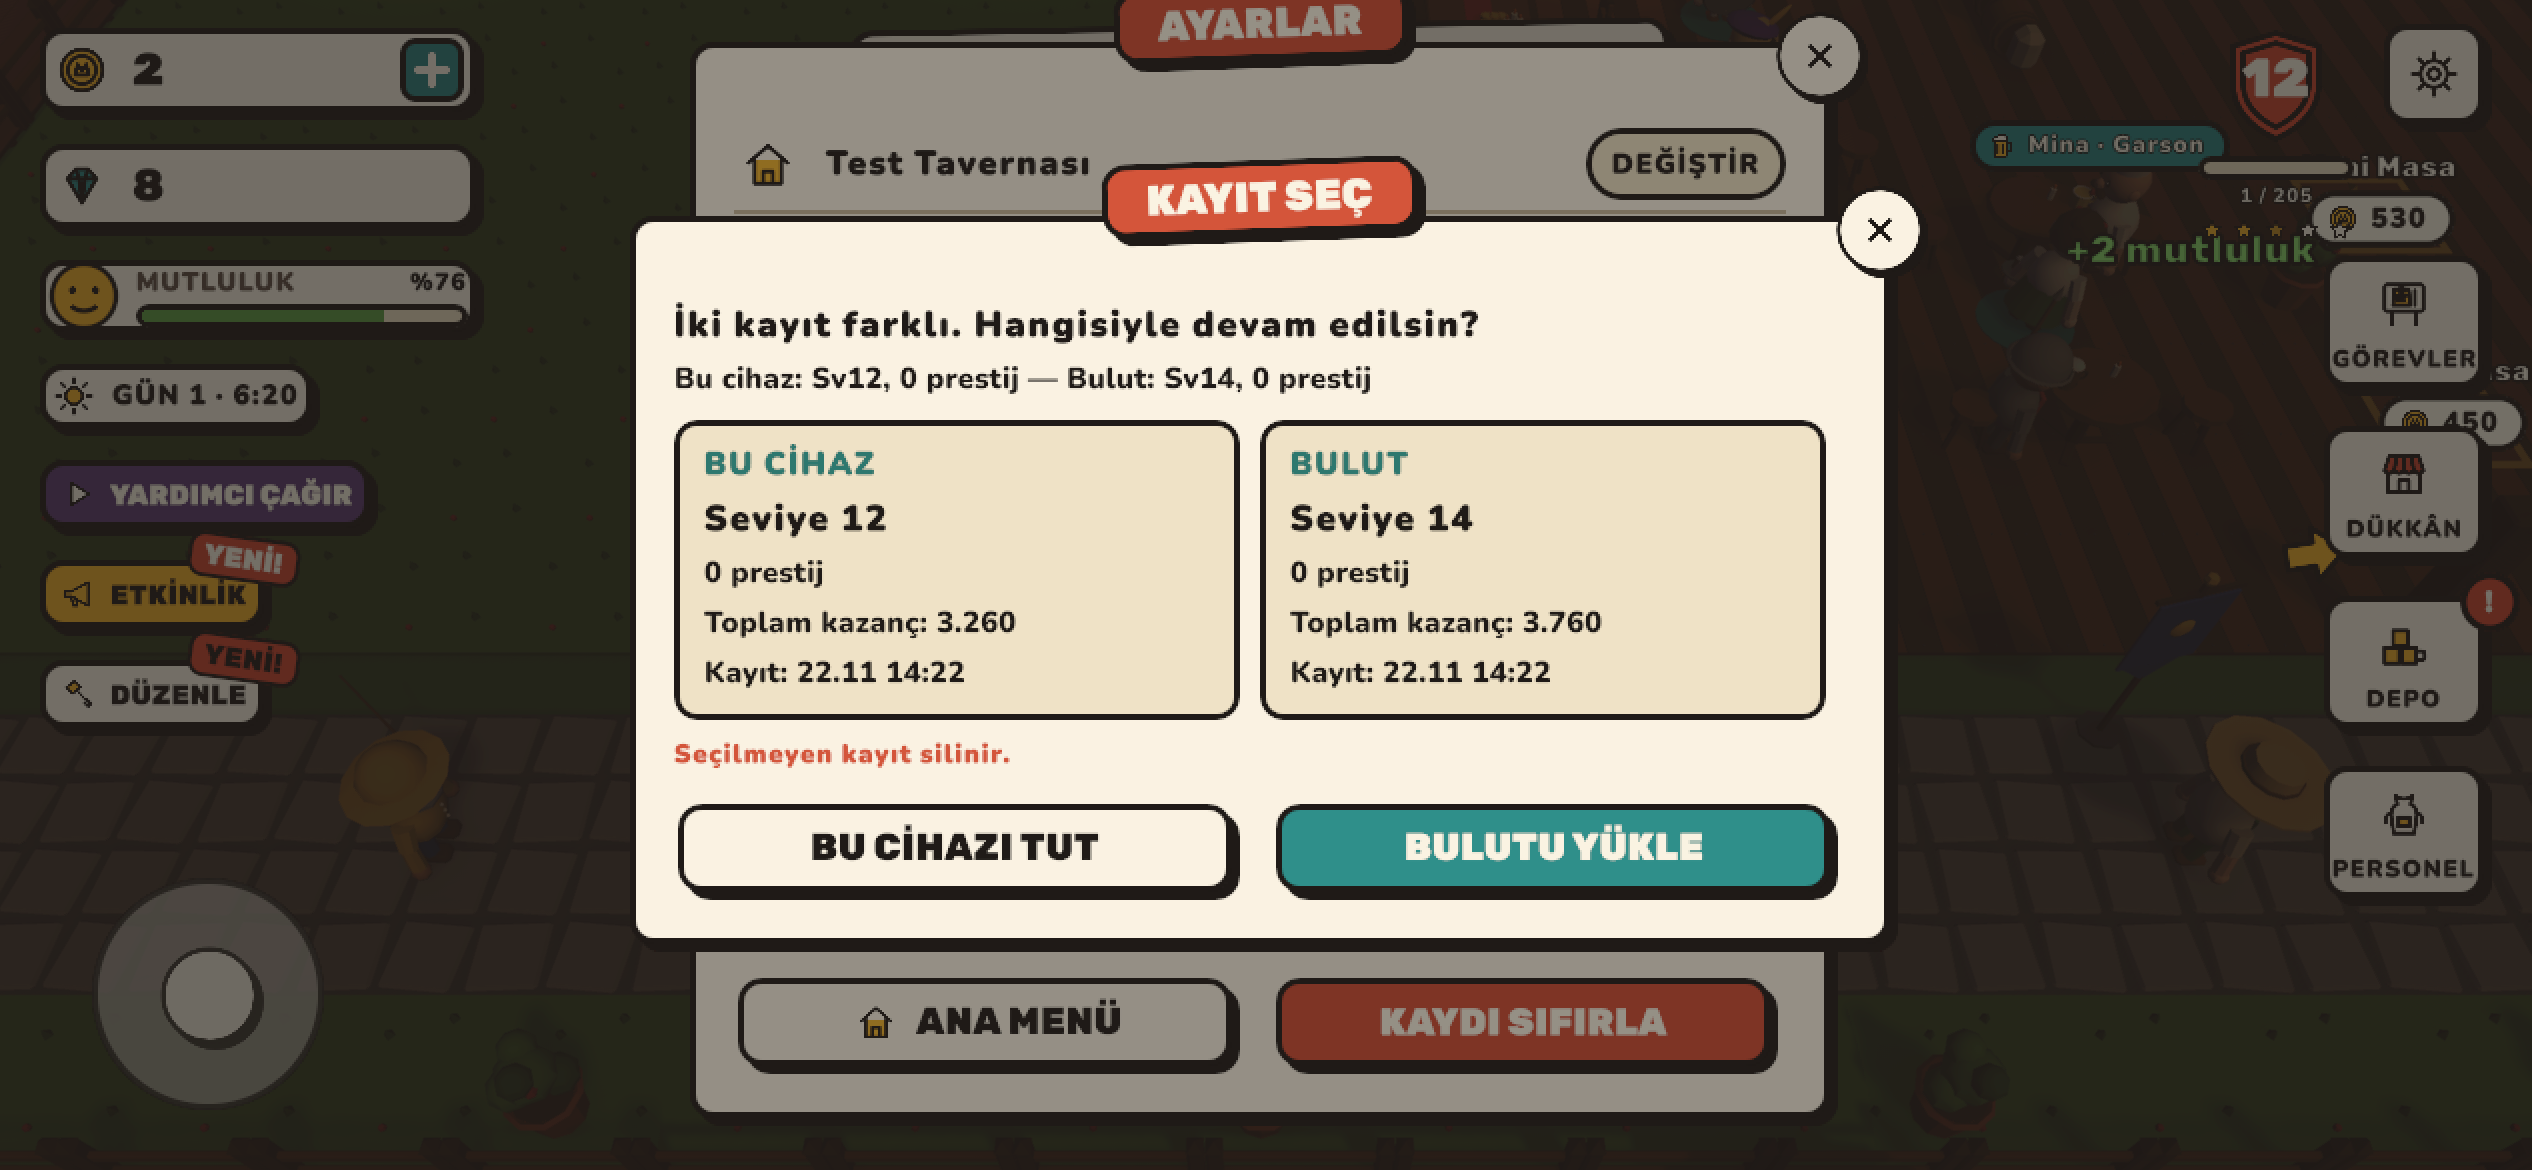 AYARLAR
2
8
MUTLULUK %76
GÜN 1 · 6:20
YARDIMCI ÇAĞIR
YENİ!
ETKİNLİK
YENİ!
DÜZENLE
Test Tavernası
DEĞİŞTİR
KAYIT SEÇ
İki kayıt farklı. Hangisiyle devam edilsin?
Bu cihaz: Sv12, 0 prestij — Bulut: Sv14, 0 prestij
BU CİHAZ
Seviye 12
0 prestij
Toplam kazanç: 3.260
Kayıt: 22.11 14:22
BULUT
Seviye 14
0 prestij
Toplam kazanç: 3.760
Kayıt: 22.11 14:22
Seçilmeyen kayıt silinir.
BU CİHAZI TUT
BULUTU YÜKLE
ANA MENÜ
KAYDI SIFIRLA
12
Mina · Garson
Masa
1 / 205
530
+2 mutluluk
GÖREVLER
450
DÜKKÂN
!
DEPO
PERSONEL